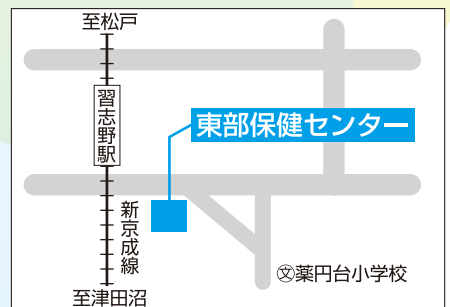 至松戸
習志野駅
東部保健センター
新京成線
㊛薬円台小学校
至津田沼